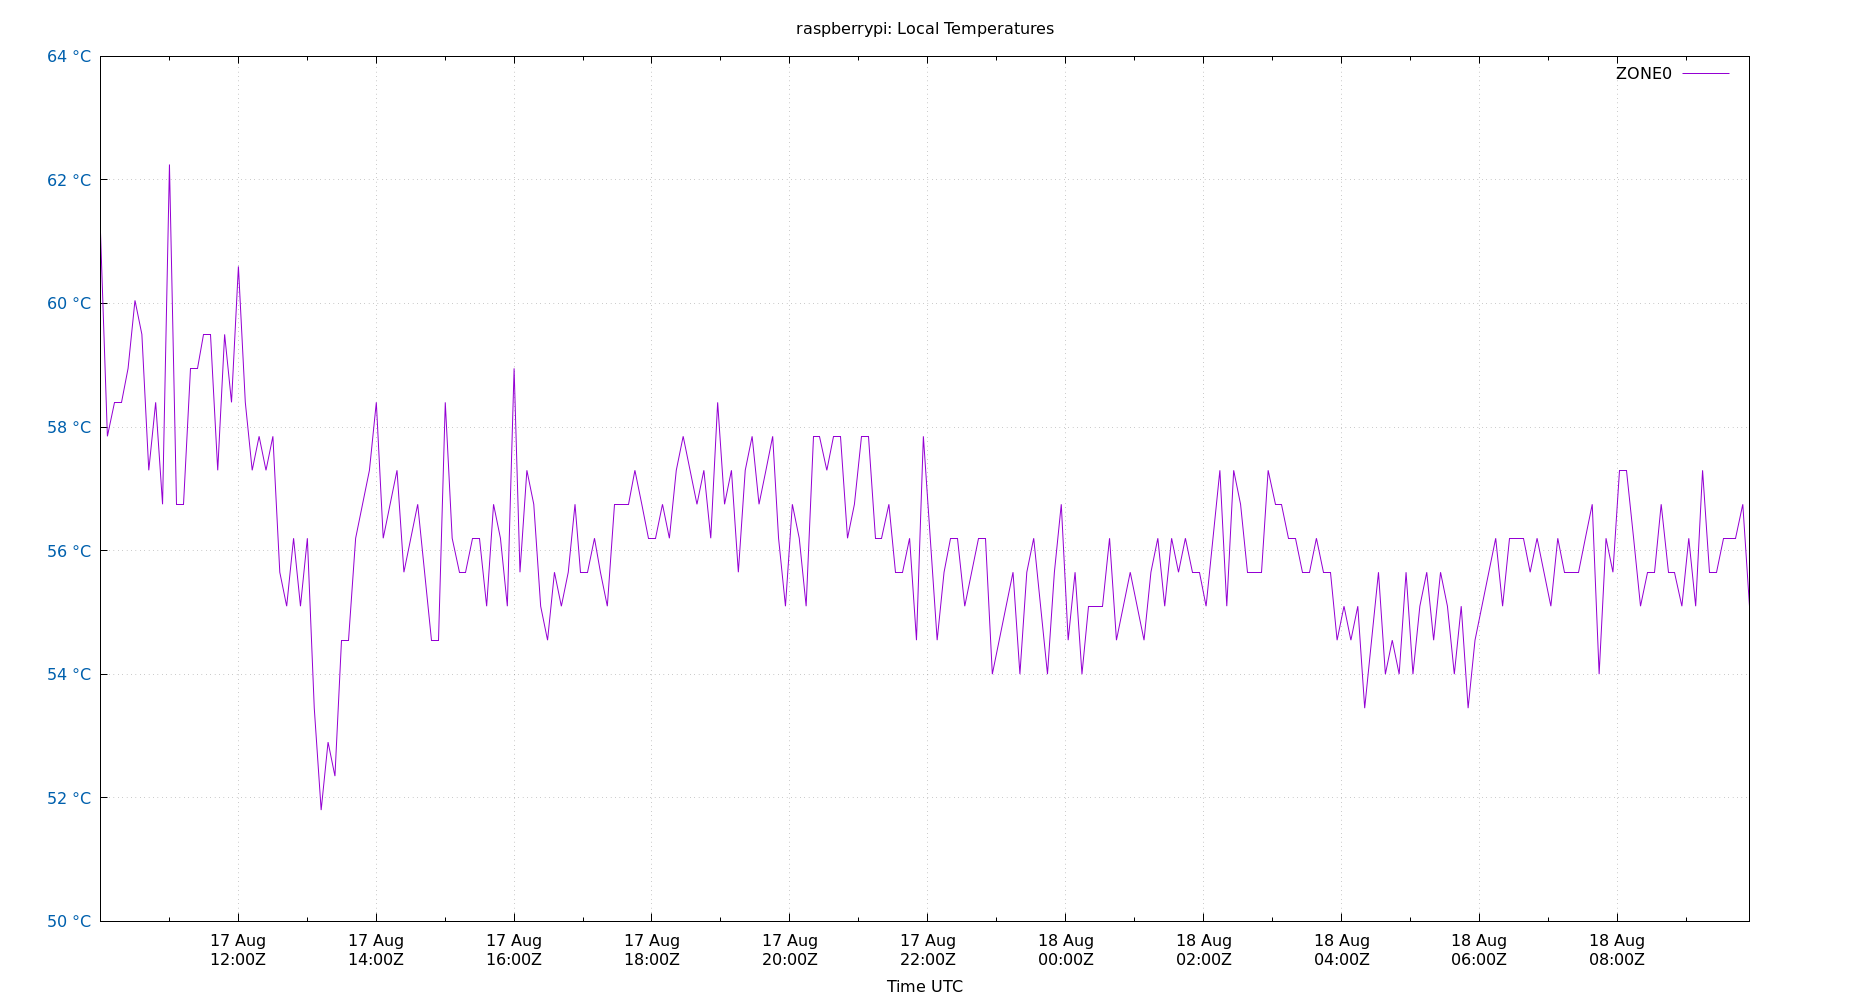 raspberrypi: Local Temperatures
64 °C
ZONE0
62 °C
60 °C
58 °C
56 °C
54 °C
52 °C
50 °C
17 Aug 17 Aug 17 Aug 17 Aug 17 Aug 17 Aug 18 Aug 18 Aug 18 Aug 18 Aug 18 Aug
12:00Z 14:00Z 16:00Z 18:00Z 20:00Z 22:00Z 00:00Z 02:00Z 04:00Z 06:00Z 08:00Z
Time UTC